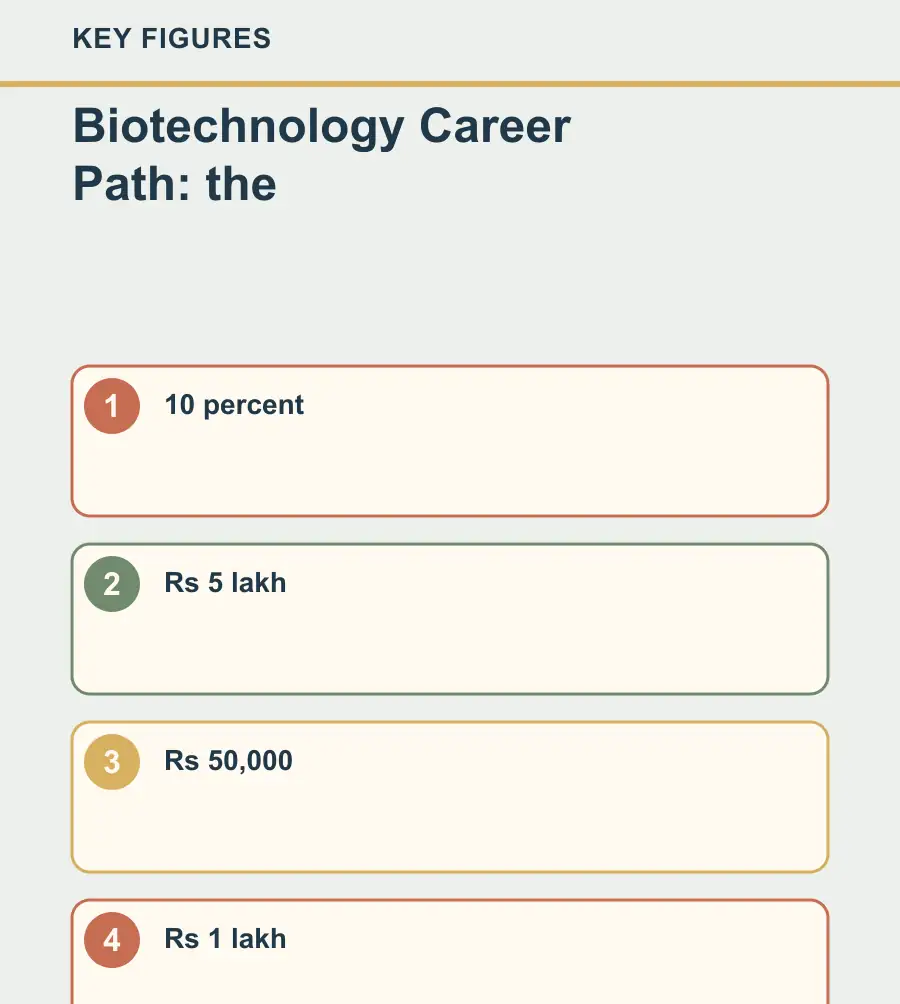 KEY FIGURES
Biotechnology Career
Path: the
1 10 percent
2 Rs 5 lakh
3 Rs 50,000
4 Rs 1 lakh